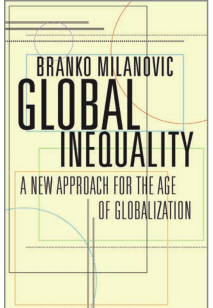 BRANKO MILANOVIC
GLOBAL
INEQUALITY
A NEW APPROACH FOR THE AGE
OF GLOBALIZATION